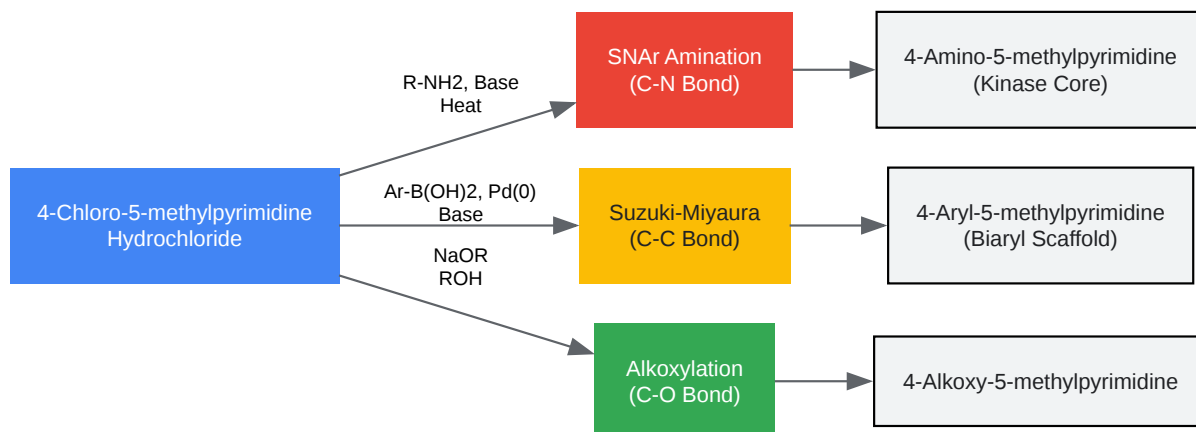 4-Chloro-5-methylpyrimidine
Hydrochloride
R-NH2, Base
Heat
SNAr Amination
(C-N Bond)
4-Amino-5-methylpyrimidine
(Kinase Core)
Ar-B(OH)2, Pd(0)
Base
Suzuki-Miyaura
(C-C Bond)
4-Aryl-5-methylpyrimidine
(Biaryl Scaffold)
NaOR
ROH
Alkoxylation
(C-O Bond)
4-Alkoxy-5-methylpyrimidine